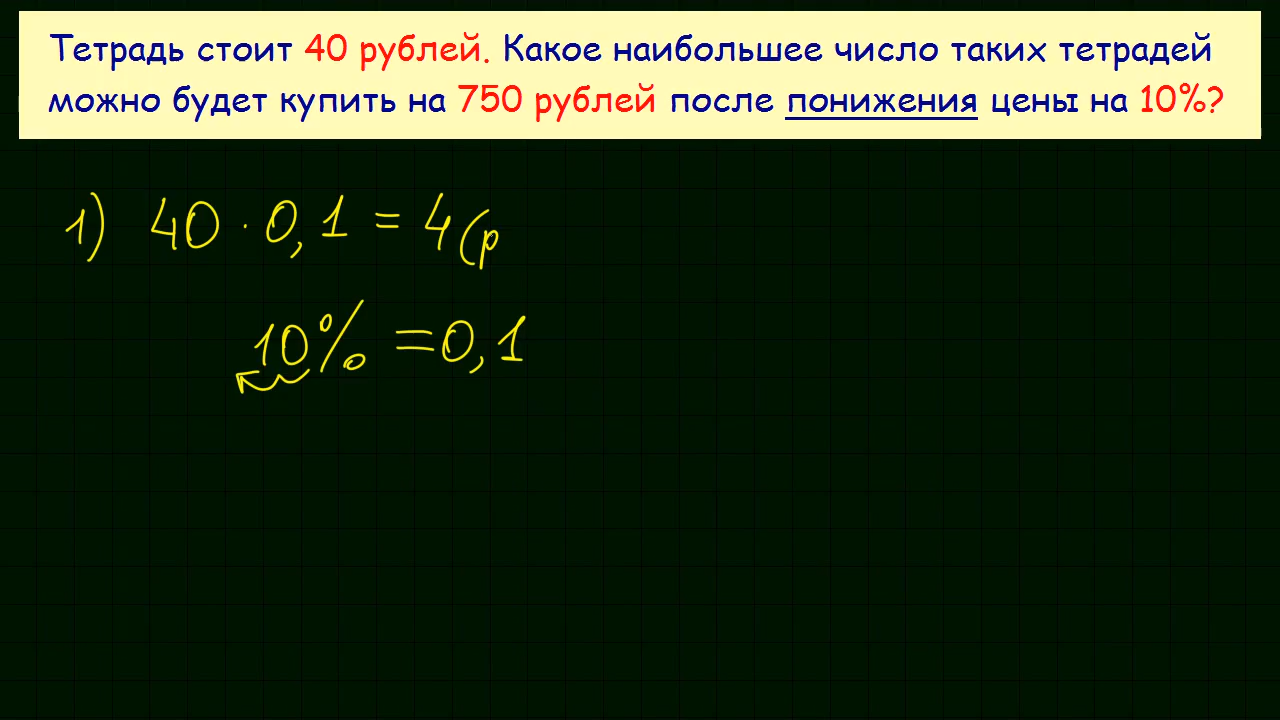 Тетрадь стоит 40 рублей. Какое наибольшее число таких тетрадей
можно будет купить на 750 рублей после понижения цены на 10%?
1) 40 · 0,1 = 4 (р
10% = 0,1